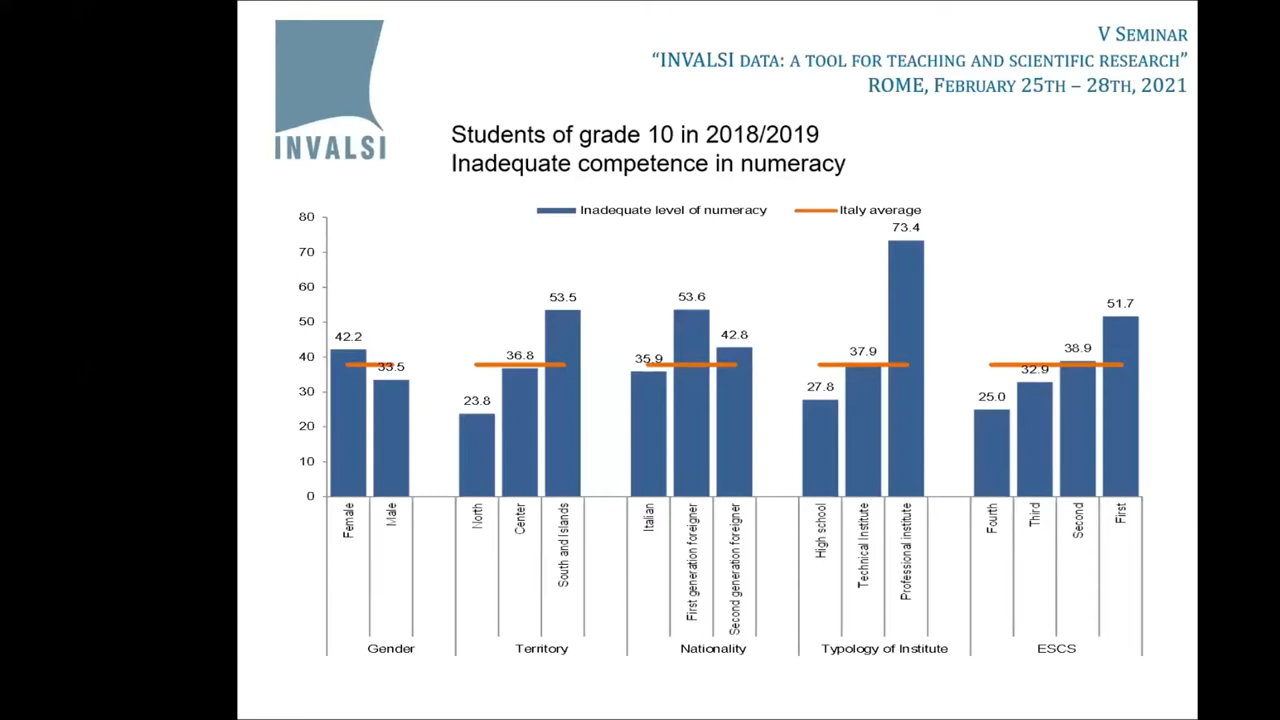 V SEMINAR
“INVALSI DATA: A TOOL FOR TEACHING AND SCIENTIFIC RESEARCH”
ROME, FEBRUARY 25TH – 28TH, 2021
INVALSI
Students of grade 10 in 2018/2019
Inadequate competence in numeracy
Inadequate level of numeracy
Italy average
80
70
60
50
40
30
20
10
0
42.2
33.5
23.8
36.8
53.5
35.9
53.6
42.8
27.8
37.9
73.4
25.0
32.9
38.9
51.7
Female
Male
North
Center
South and Islands
Italian
First generation foreigner
Second generation foreigner
High school
Technical Institute
Professional institute
Fourth
Third
Second
First
Gender
Territory
Nationality
Typology of Institute
ESCS